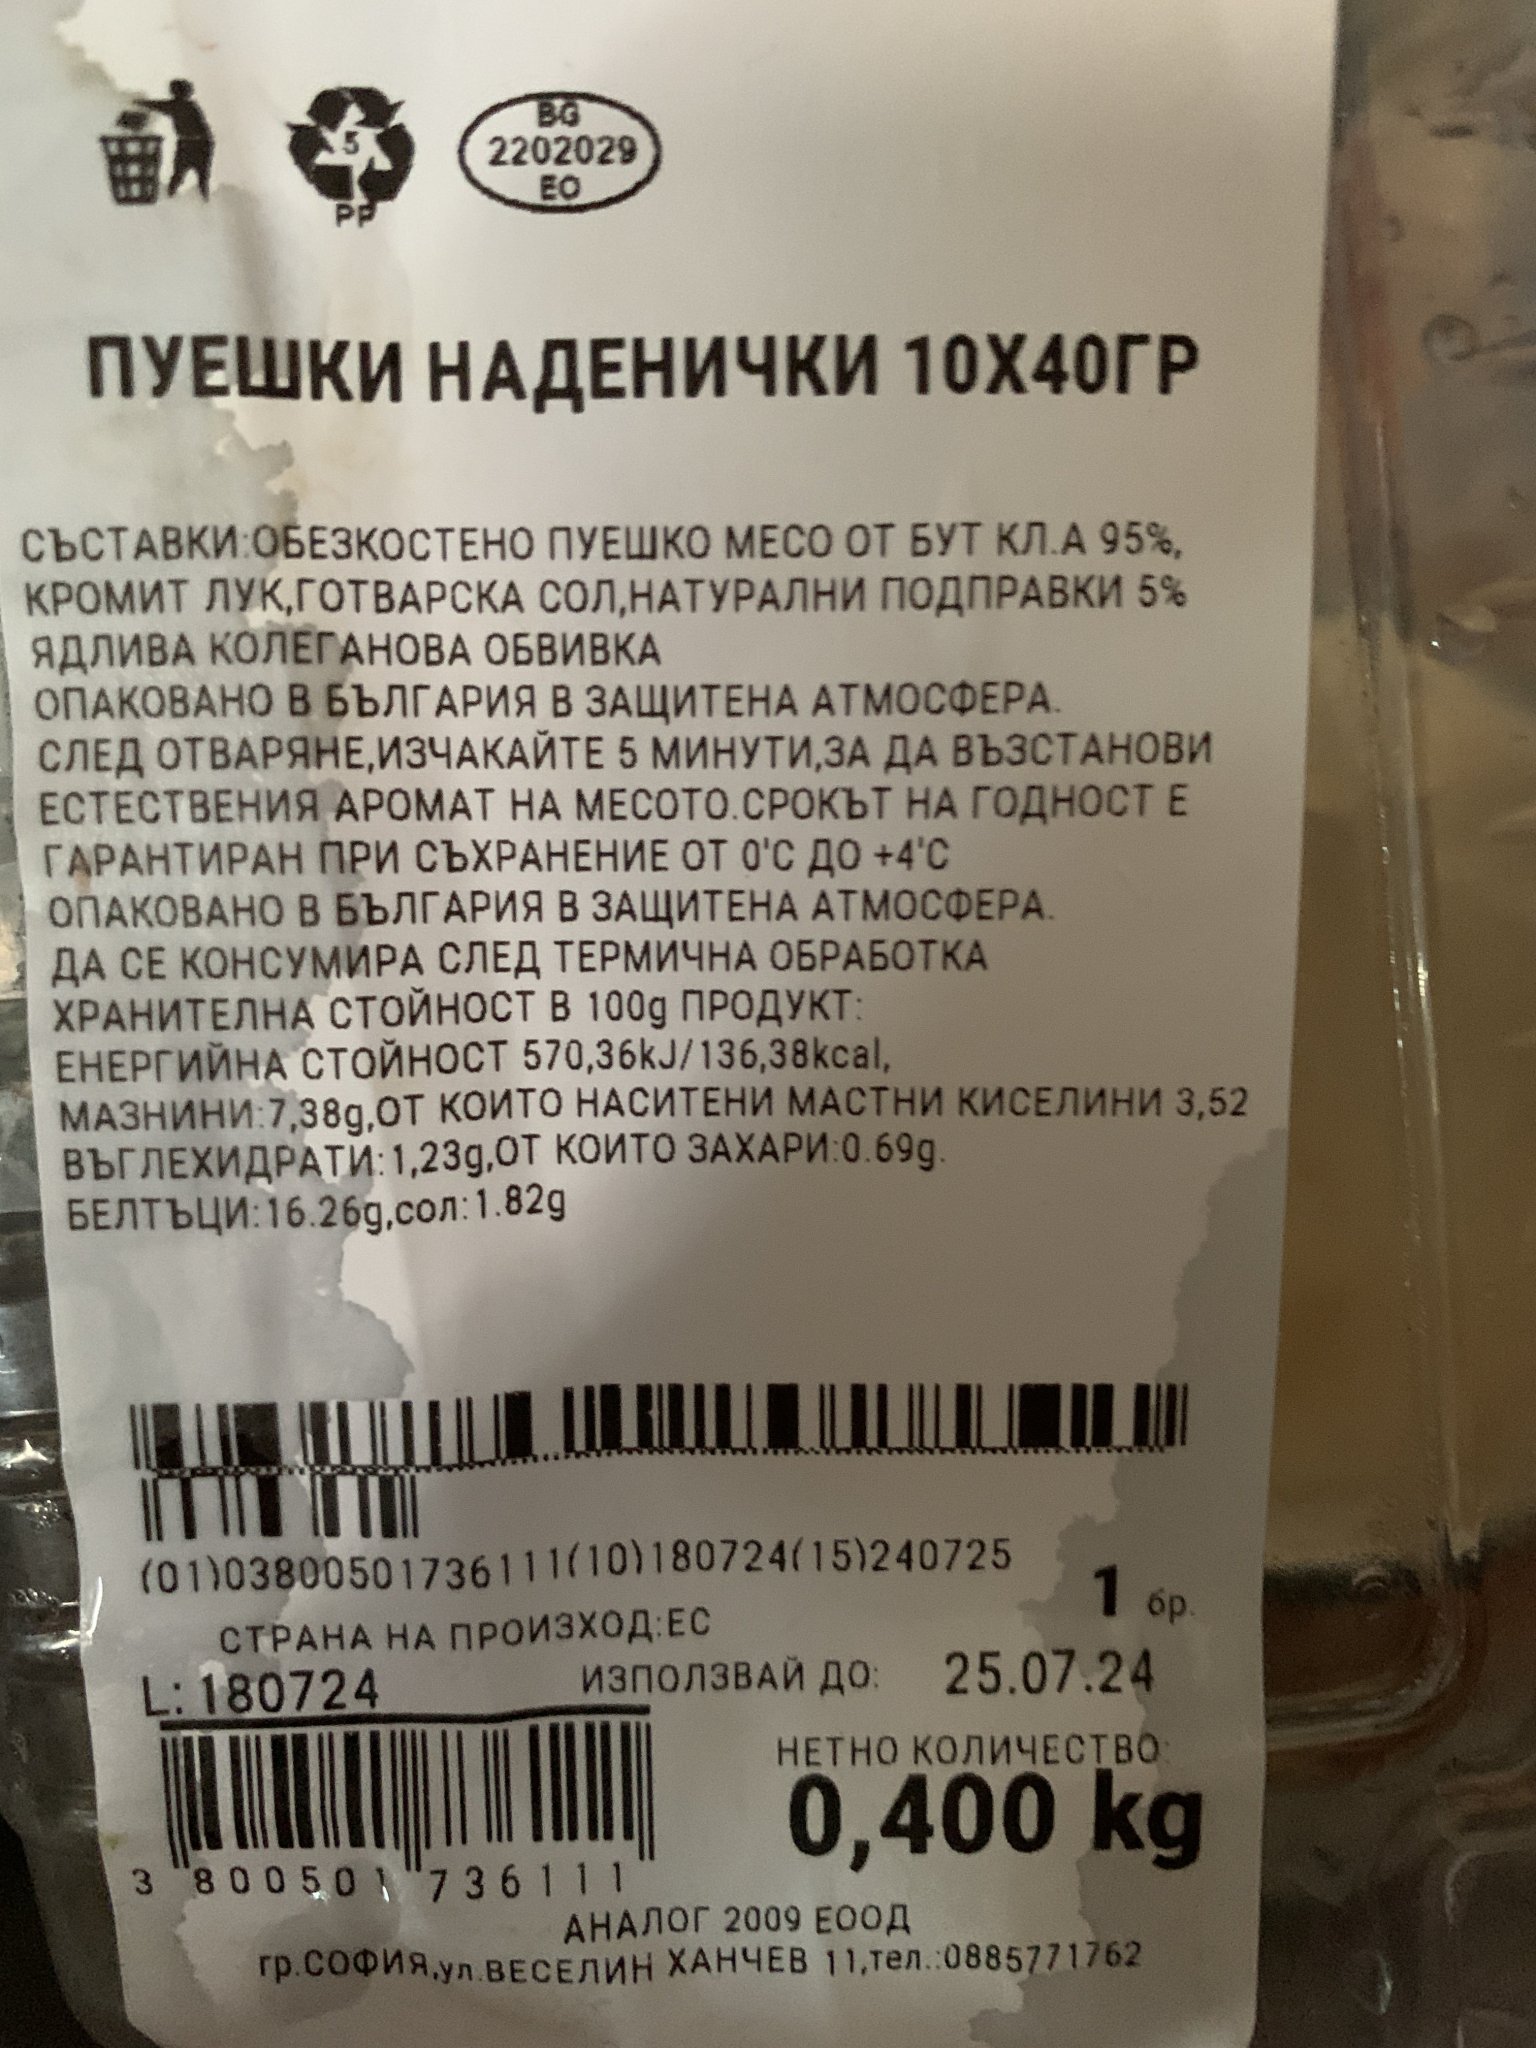 5
PP
BG
2202029
EO
ПУЕШКИ НАДЕНИЧКИ 10Х40ГР
СЪСТАВКИ:ОБЕЗКОСТЕНО ПУЕШКО МЕСО ОТ БУТ КЛ.А 95%,
КРОМИТ ЛУК,ГОТВАРСКА СОЛ,НАТУРАЛНИ ПОДПРАВКИ 5%
ЯДЛИВА КОЛЕГАНОВА ОБВИВКА
ОПАКОВАНО В БЪЛГАРИЯ В ЗАЩИТЕНА АТМОСФЕРА.
СЛЕД ОТВАРЯНЕ,ИЗЧАКАЙТЕ 5 МИНУТИ,ЗА ДА ВЪЗСТАНОВИ
ЕСТЕСТВЕНИЯ АРОМАТ НА МЕСОТО.СРОКЪТ НА ГОДНОСТ Е
ГАРАНТИРАН ПРИ СЪХРАНЕНИЕ ОТ 0'С ДО +4'С
ОПАКОВАНО В БЪЛГАРИЯ В ЗАЩИТЕНА АТМОСФЕРА.
ДА СЕ КОНСУМИРА СЛЕД ТЕРМИЧНА ОБРАБОТКА
ХРАНИТЕЛНА СТОЙНОСТ В 100g ПРОДУКТ:
ЕНЕРГИЙНА СТОЙНОСТ 570,36kJ/136,38kcal,
МАЗНИНИ:7,38g,ОТ КОИТО НАСИТЕНИ МАСТНИ КИСЕЛИНИ 3,52
ВЪГЛЕХИДРАТИ:1,23g,ОТ КОИТО ЗАХАРИ:0.69g.
БЕЛТЪЦИ:16.26g,сол:1.82g
(01)03800501736111(10)180724(15)240725
1 бр.
СТРАНА НА ПРОИЗХОД:ЕС
L: 180724
ИЗПОЛЗВАЙ ДО: 25.07.24
НЕТНО КОЛИЧЕСТВО:
0,400 kg
3 800501 736111
АНАЛОГ 2009 ЕООД
гр.СОФИЯ,ул.ВЕСЕЛИН ХАНЧЕВ 11,тел.:0885771762